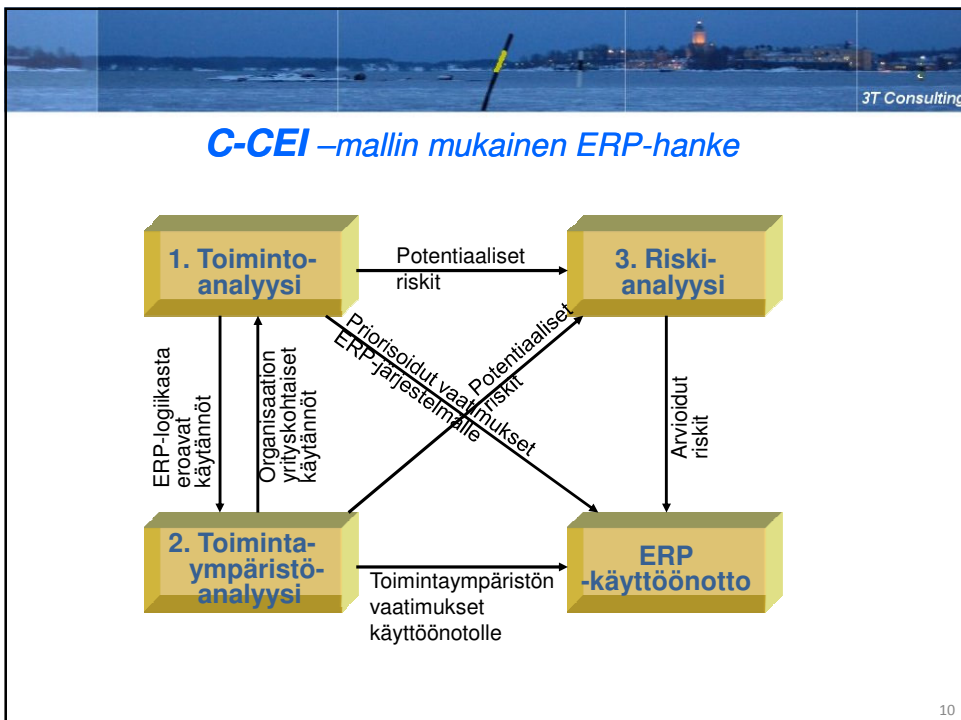 3T Consulting
C-CEI –mallin mukainen ERP-hanke
1. Toiminto-
analyysi
Potentiaaliset
riskit
3. Riski-
analyysi
Priorisoidut vaatimukset
ERP-järjestelmälle
Potentiaaliset
riskit
ERP-logiikasta
eroavat
käytännöt
Organisaation
yrityskohtaiset
käytännöt
Arvioidut
riskit
2. Toiminta-
ympäristö-
analyysi
Toimintaympäristön
vaatimukset
käyttöönotolle
ERP
-käyttöönotto
10